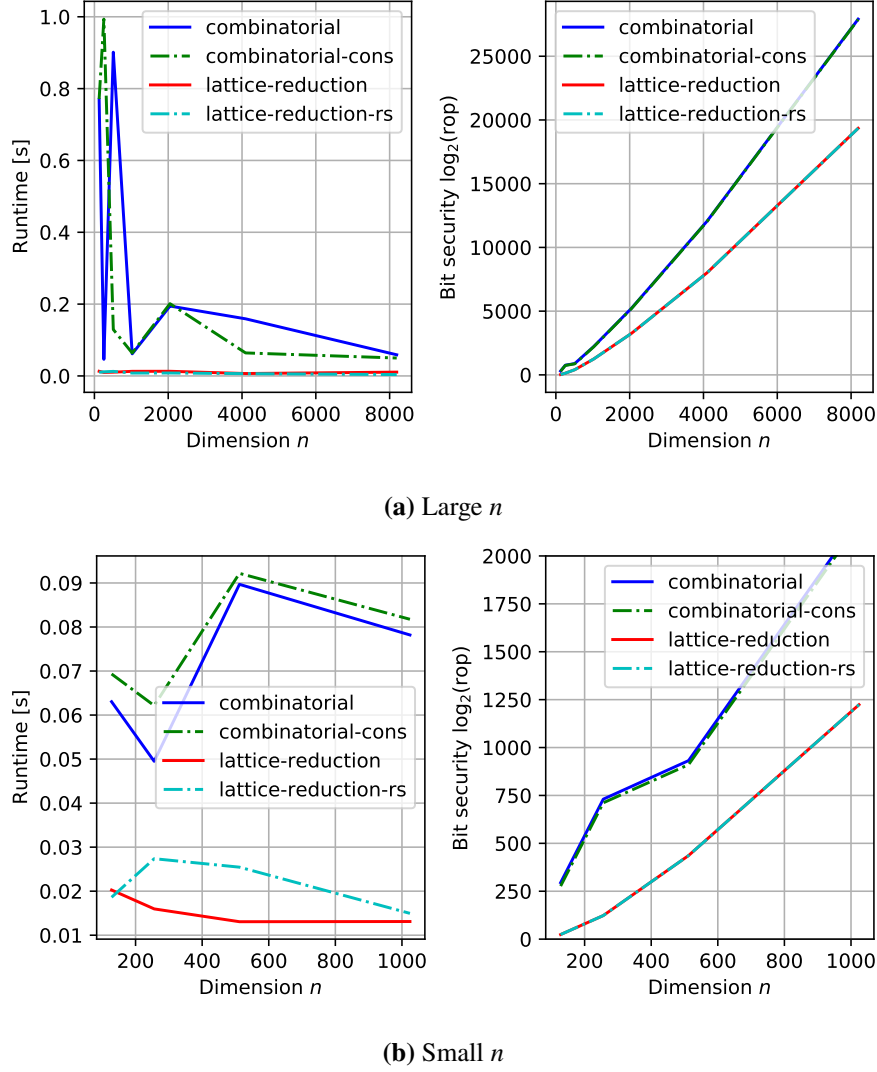 1.0
0.8
0.6
0.4
0.2
0.0
Runtime [s]
combinatorial
combinatorial-cons
lattice-reduction
lattice-reduction-rs
0 2000 4000 6000 8000
Dimension n
25000
20000
15000
10000
5000
0
Bit security log₂(rop)
combinatorial
combinatorial-cons
lattice-reduction
lattice-reduction-rs
0 2000 4000 6000 8000
Dimension n
(a) Large n
0.09
0.08
0.07
0.06
0.05
0.04
0.03
0.02
0.01
Runtime [s]
combinatorial
combinatorial-cons
lattice-reduction
lattice-reduction-rs
200 400 600 800 1000
Dimension n
2000
1750
1500
1250
1000
750
500
250
0
Bit security log₂(rop)
combinatorial
combinatorial-cons
lattice-reduction
lattice-reduction-rs
200 400 600 800 1000
Dimension n
(b) Small n